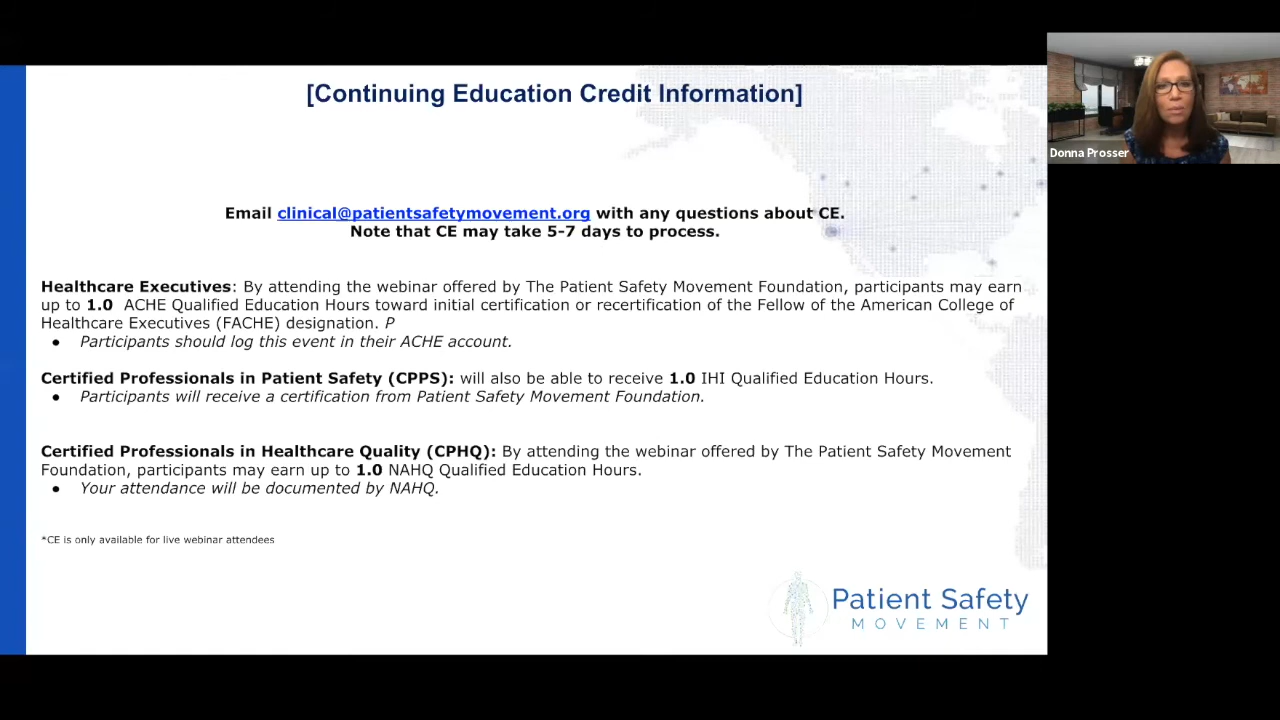 [Continuing Education Credit Information]
Donna Prosser
Email clinical@patientsafetymovement.org with any questions about CE.
Note that CE may take 5-7 days to process.
Healthcare Executives: By attending the webinar offered by The Patient Safety Movement Foundation, participants may earn
up to 1.0 ACHE Qualified Education Hours toward initial certification or recertification of the Fellow of the American College of
Healthcare Executives (FACHE) designation. P
● Participants should log this event in their ACHE account.
Certified Professionals in Patient Safety (CPPS): will also be able to receive 1.0 IHI Qualified Education Hours.
● Participants will receive a certification from Patient Safety Movement Foundation.
Certified Professionals in Healthcare Quality (CPHQ): By attending the webinar offered by The Patient Safety Movement
Foundation, participants may earn up to 1.0 NAHQ Qualified Education Hours.
● Your attendance will be documented by NAHQ.
*CE is only available for live webinar attendees
Patient Safety
MOVEMENT